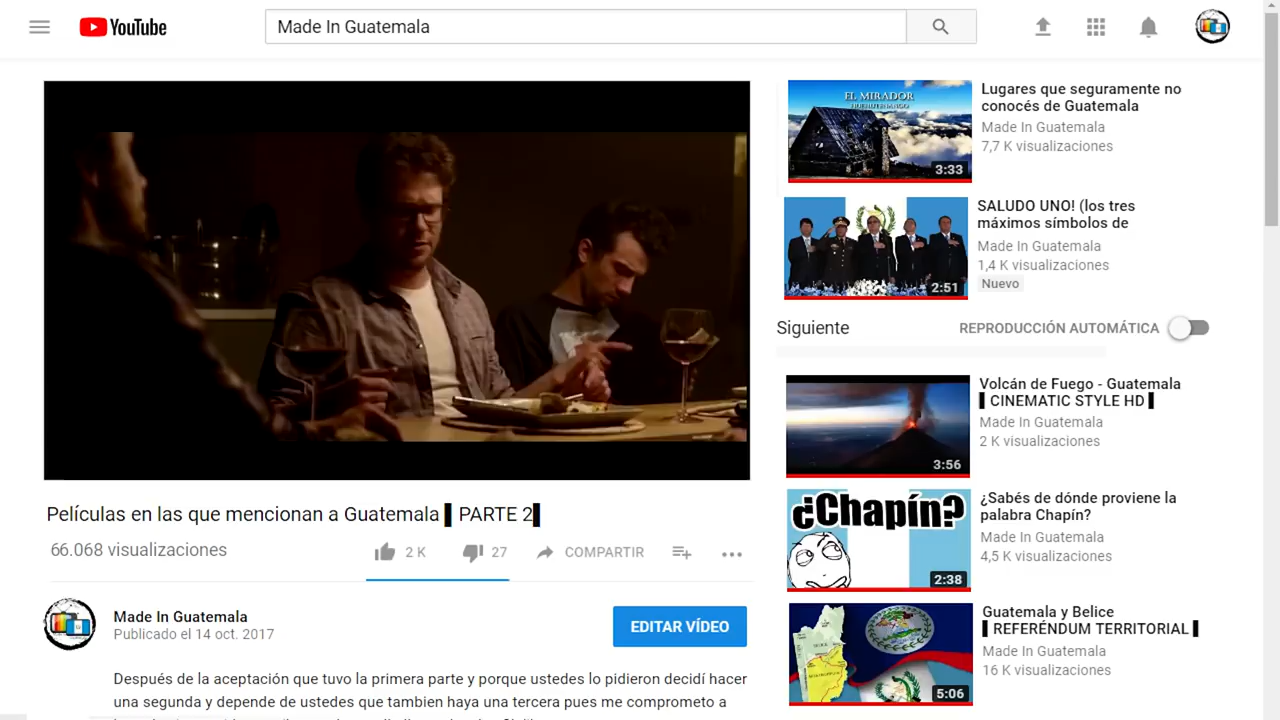 YouTube
Made In Guatemala
EL MIRADOR
HUEHUETENANGO
3:33
Lugares que seguramente no
conocés de Guatemala
Made In Guatemala
7,7 K visualizaciones
2:51
SALUDO UNO! (los tres
máximos símbolos de
Made In Guatemala
1,4 K visualizaciones
Nuevo
Siguiente
REPRODUCCIÓN AUTOMÁTICA
3:56
Volcán de Fuego - Guatemala
▌CINEMATIC STYLE HD▐
Made In Guatemala
2 K visualizaciones
¿Chapín?
2:38
¿Sabés de dónde proviene la
palabra Chapín?
Made In Guatemala
4,5 K visualizaciones
5:06
Guatemala y Belice
▌REFERÉNDUM TERRITORIAL▐
Made In Guatemala
16 K visualizaciones
Películas en las que mencionan a Guatemala▐ PARTE 2▌
66.068 visualizaciones
2 K
27
COMPARTIR
Made In Guatemala
Publicado el 14 oct. 2017
EDITAR VÍDEO
Después de la aceptación que tuvo la primera parte y porque ustedes lo pidieron decidí hacer
una segunda y depende de ustedes que tambien haya una tercera pues me comprometo a